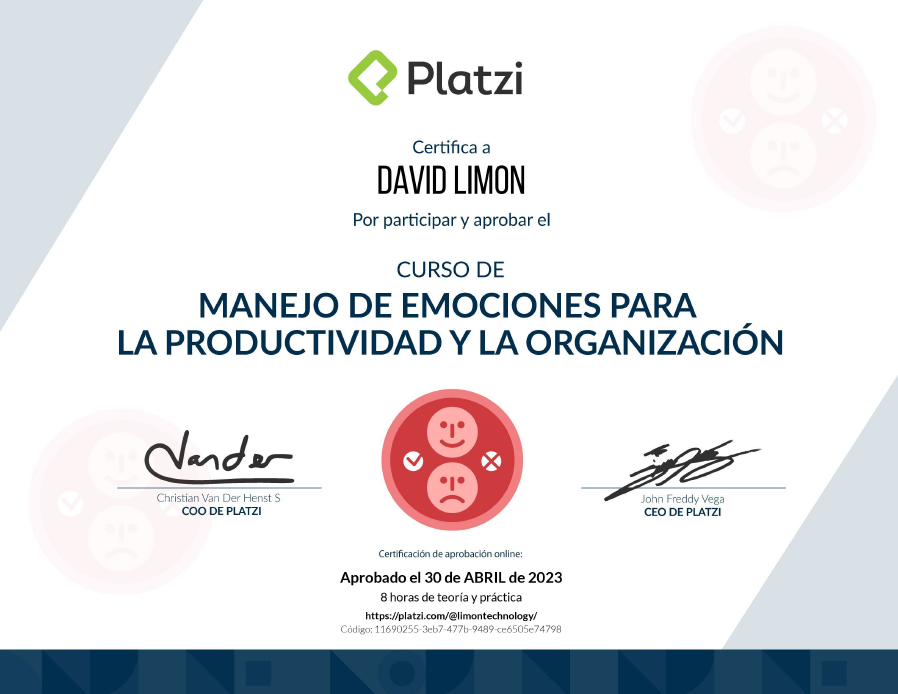 Platzi
Certifica a
DAVID LIMON
Por participar y aprobar el
CURSO DE
MANEJO DE EMOCIONES PARA
LA PRODUCTIVIDAD Y LA ORGANIZACIÓN
Vander
Christian Van Der Henst S
COO DE PLATZI
John Freddy Vega
CEO DE PLATZI
Certificación de aprobación online:
Aprobado el 30 de ABRIL de 2023
8 horas de teoría y práctica
https://platzi.com/@limontechnology/
Código: 11690255-3eb7-477b-9489-ce6505e74798